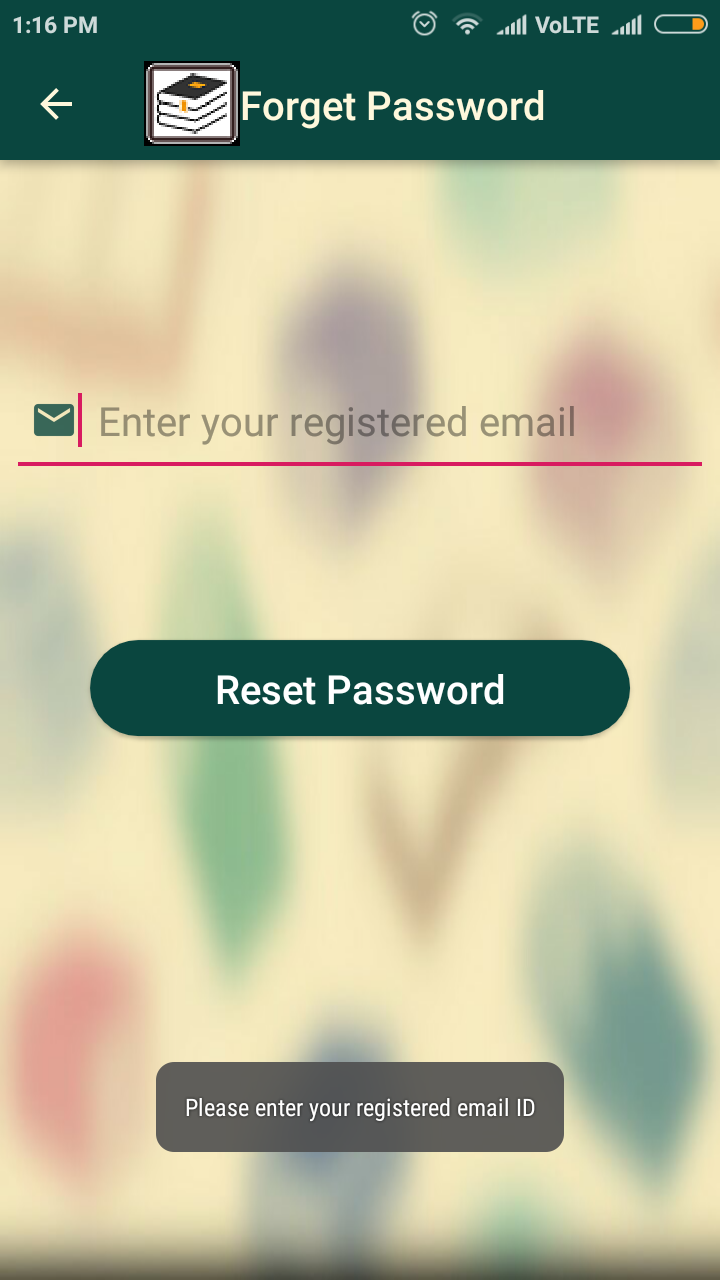 1:16 PM VoLTE
Forget Password
Enter your registered email
Reset Password
Please enter your registered email ID